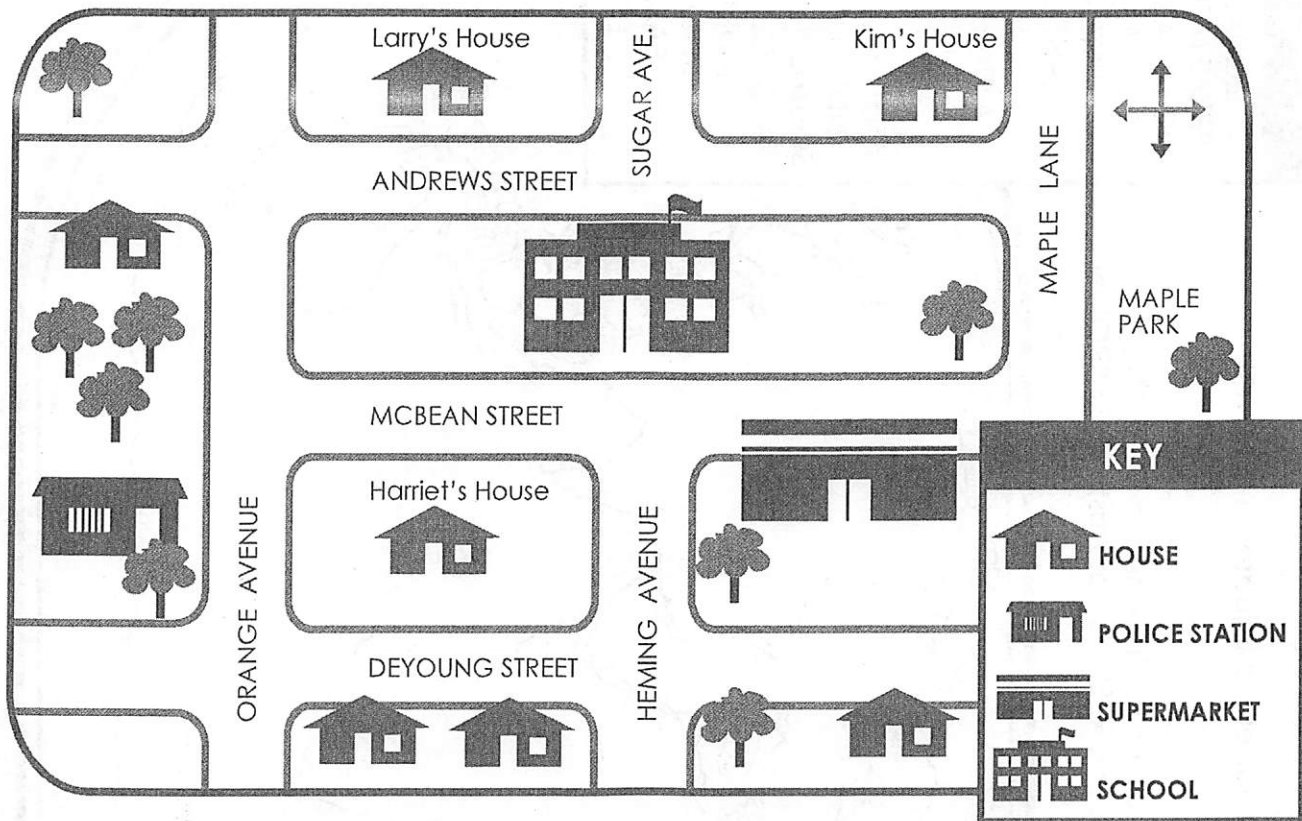 Larry's House
SUGAR AVE.
Kim's House
ANDREWS STREET
MAPLE LANE
MAPLE
PARK
MCBEAN STREET
Harriet's House
ORANGE AVENUE
HEMING AVENUE
DEYOUNG STREET
KEY
HOUSE
POLICE STATION
SUPERMARKET
SCHOOL